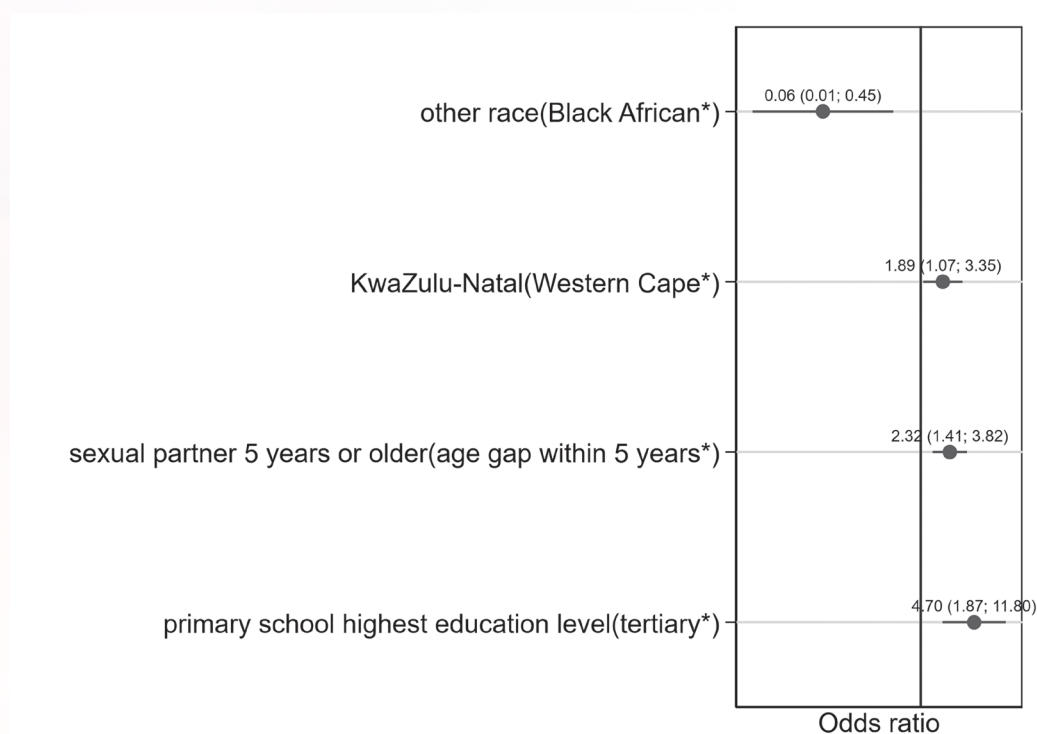 0.06 (0.01; 0.45)
other race(Black African*)
1.89 (1.07; 3.35)
KwaZulu-Natal(Western Cape*)
2.32 (1.41; 3.82)
sexual partner 5 years or older(age gap within 5 years*)
4.70 (1.87; 11.80)
primary school highest education level(tertiary*)
Odds ratio